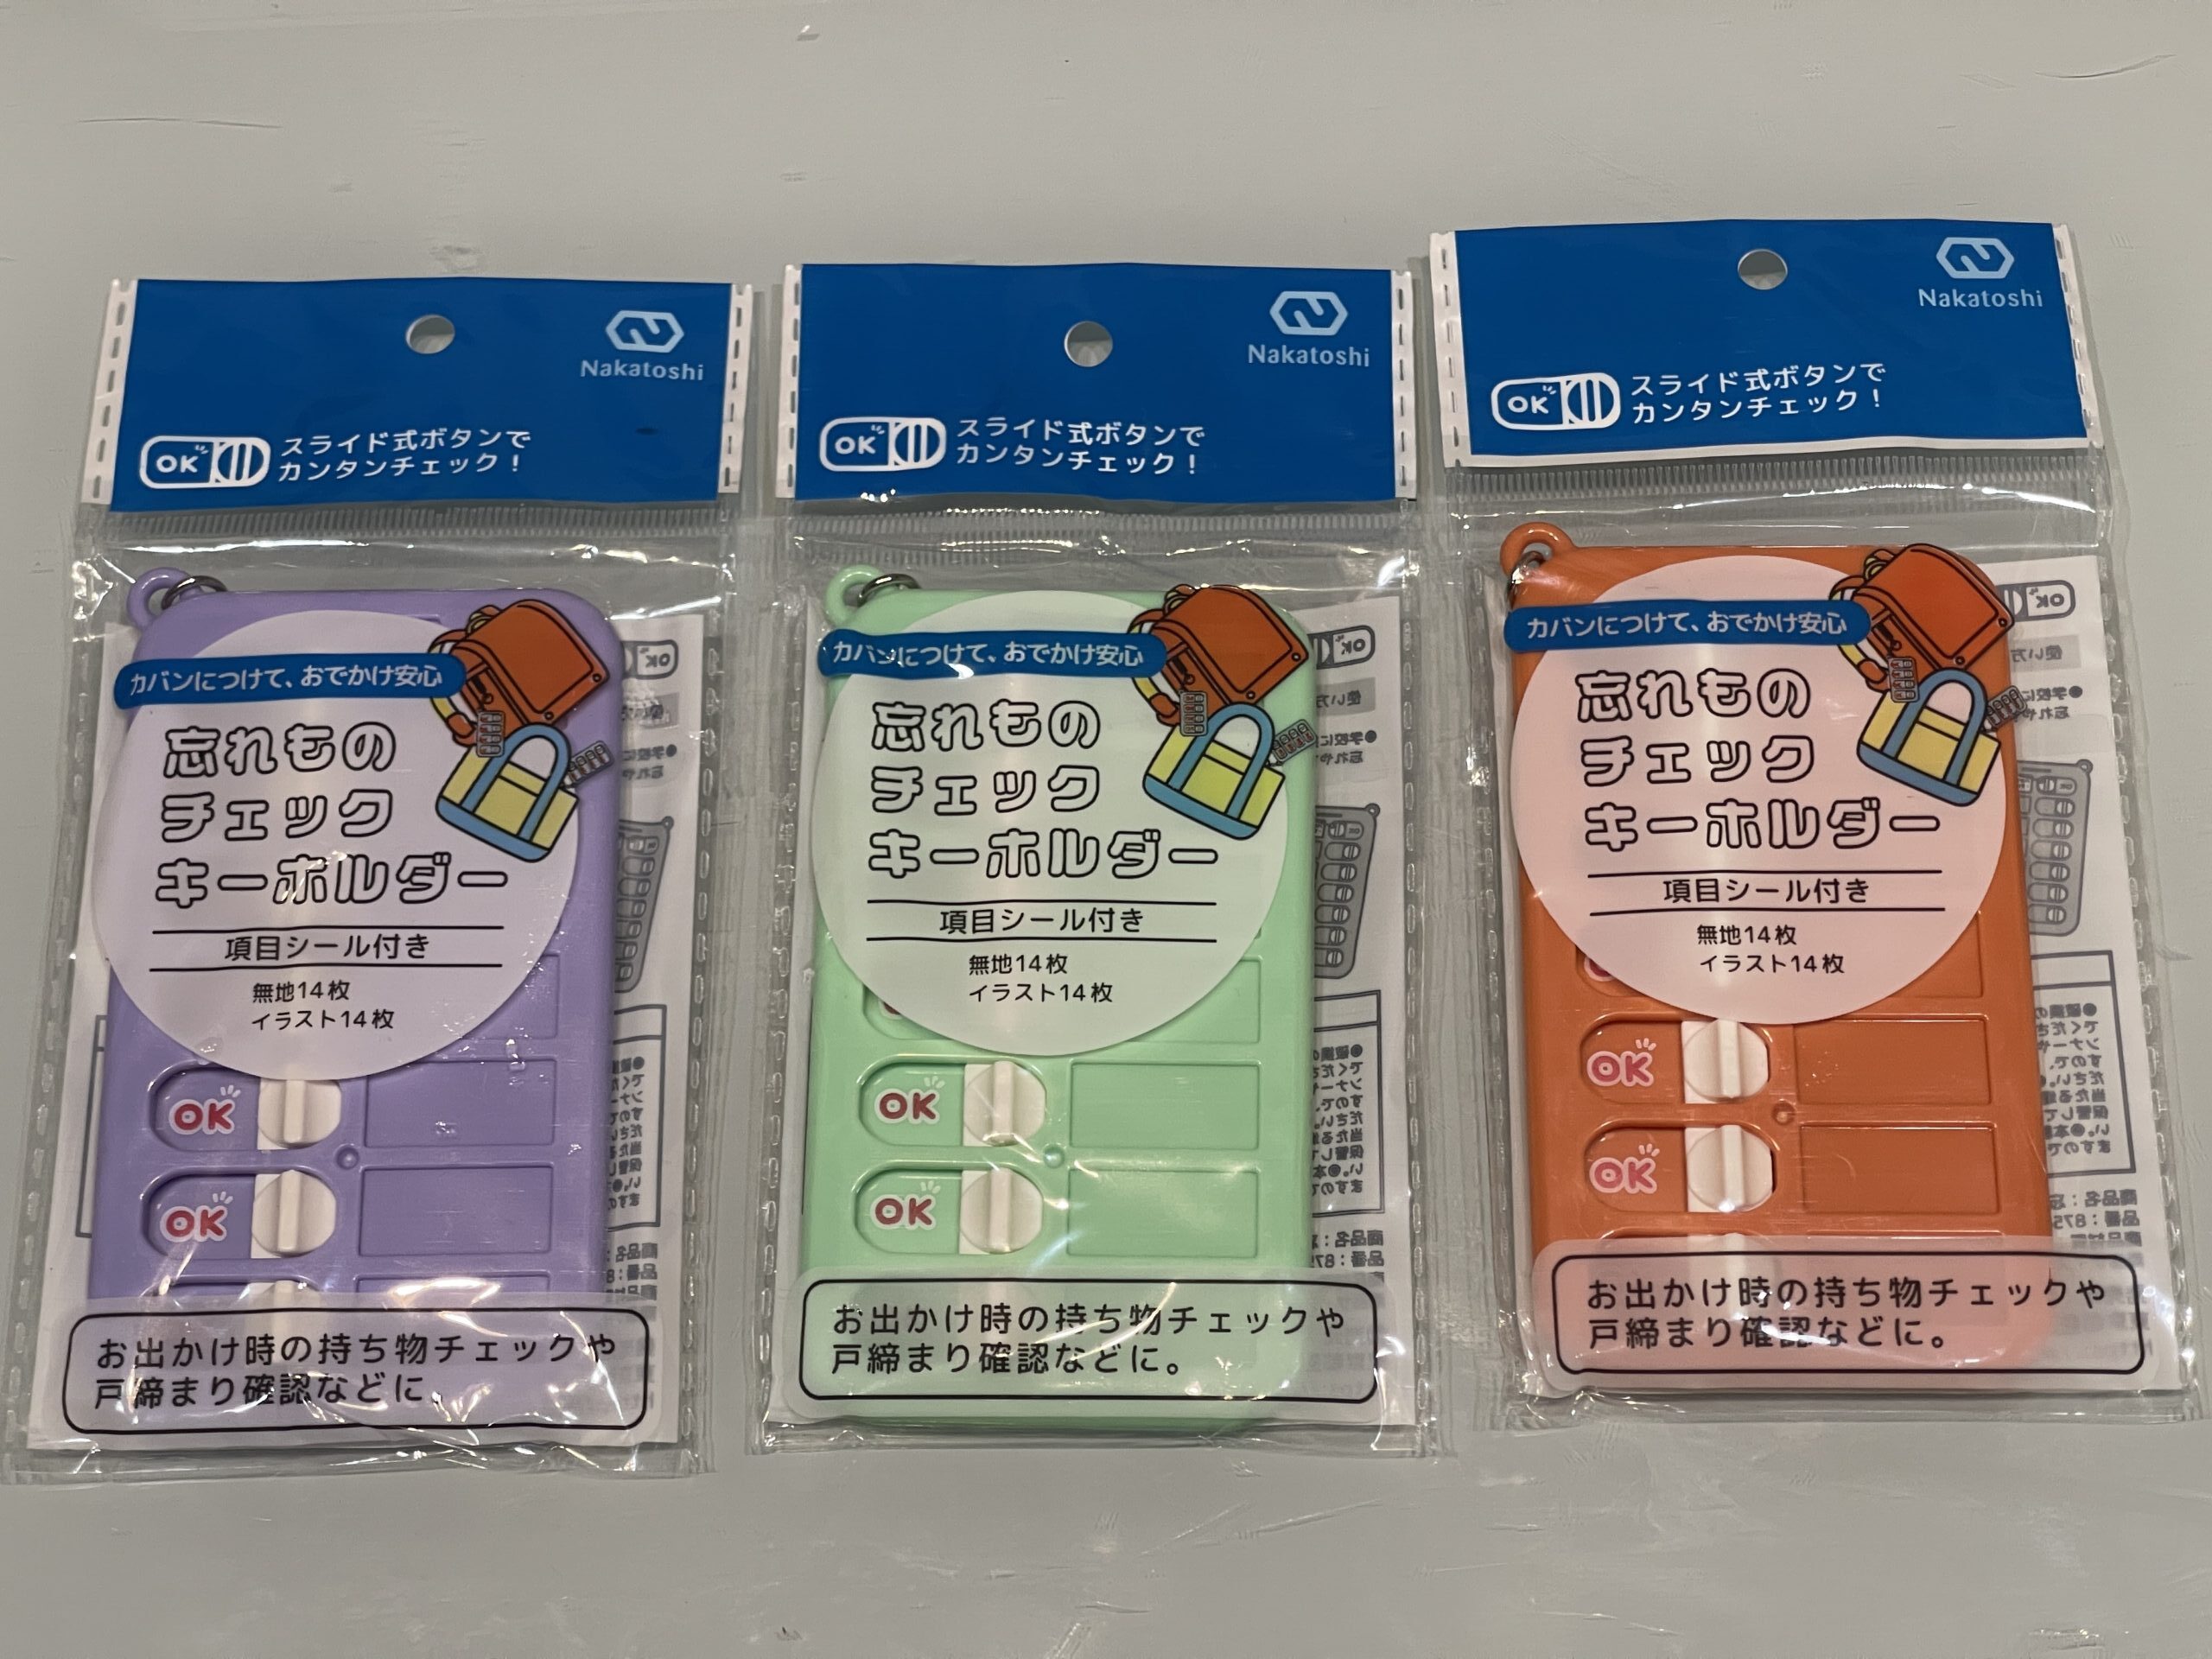 Nakatoshi
OK
スライド式ボタンで
カンタンチェック！
カバンにつけて、おでかけ安心
忘れもの
チェック
キーホルダー
項目シール付き
無地14枚
イラスト14枚
OK
OK
お出かけ時の持ち物チェックや
戸締まり確認などに。
Nakatoshi
OK
スライド式ボタンで
カンタンチェック！
カバンにつけて、おでかけ安心
忘れもの
チェック
キーホルダー
項目シール付き
無地14枚
イラスト14枚
OK
OK
お出かけ時の持ち物チェックや
戸締まり確認などに。
Nakatoshi
OK
スライド式ボタンで
カンタンチェック！
カバンにつけて、おでかけ安心
忘れもの
チェック
キーホルダー
項目シール付き
無地14枚
イラスト14枚
OK
OK
お出かけ時の持ち物チェックや
戸締まり確認などに。